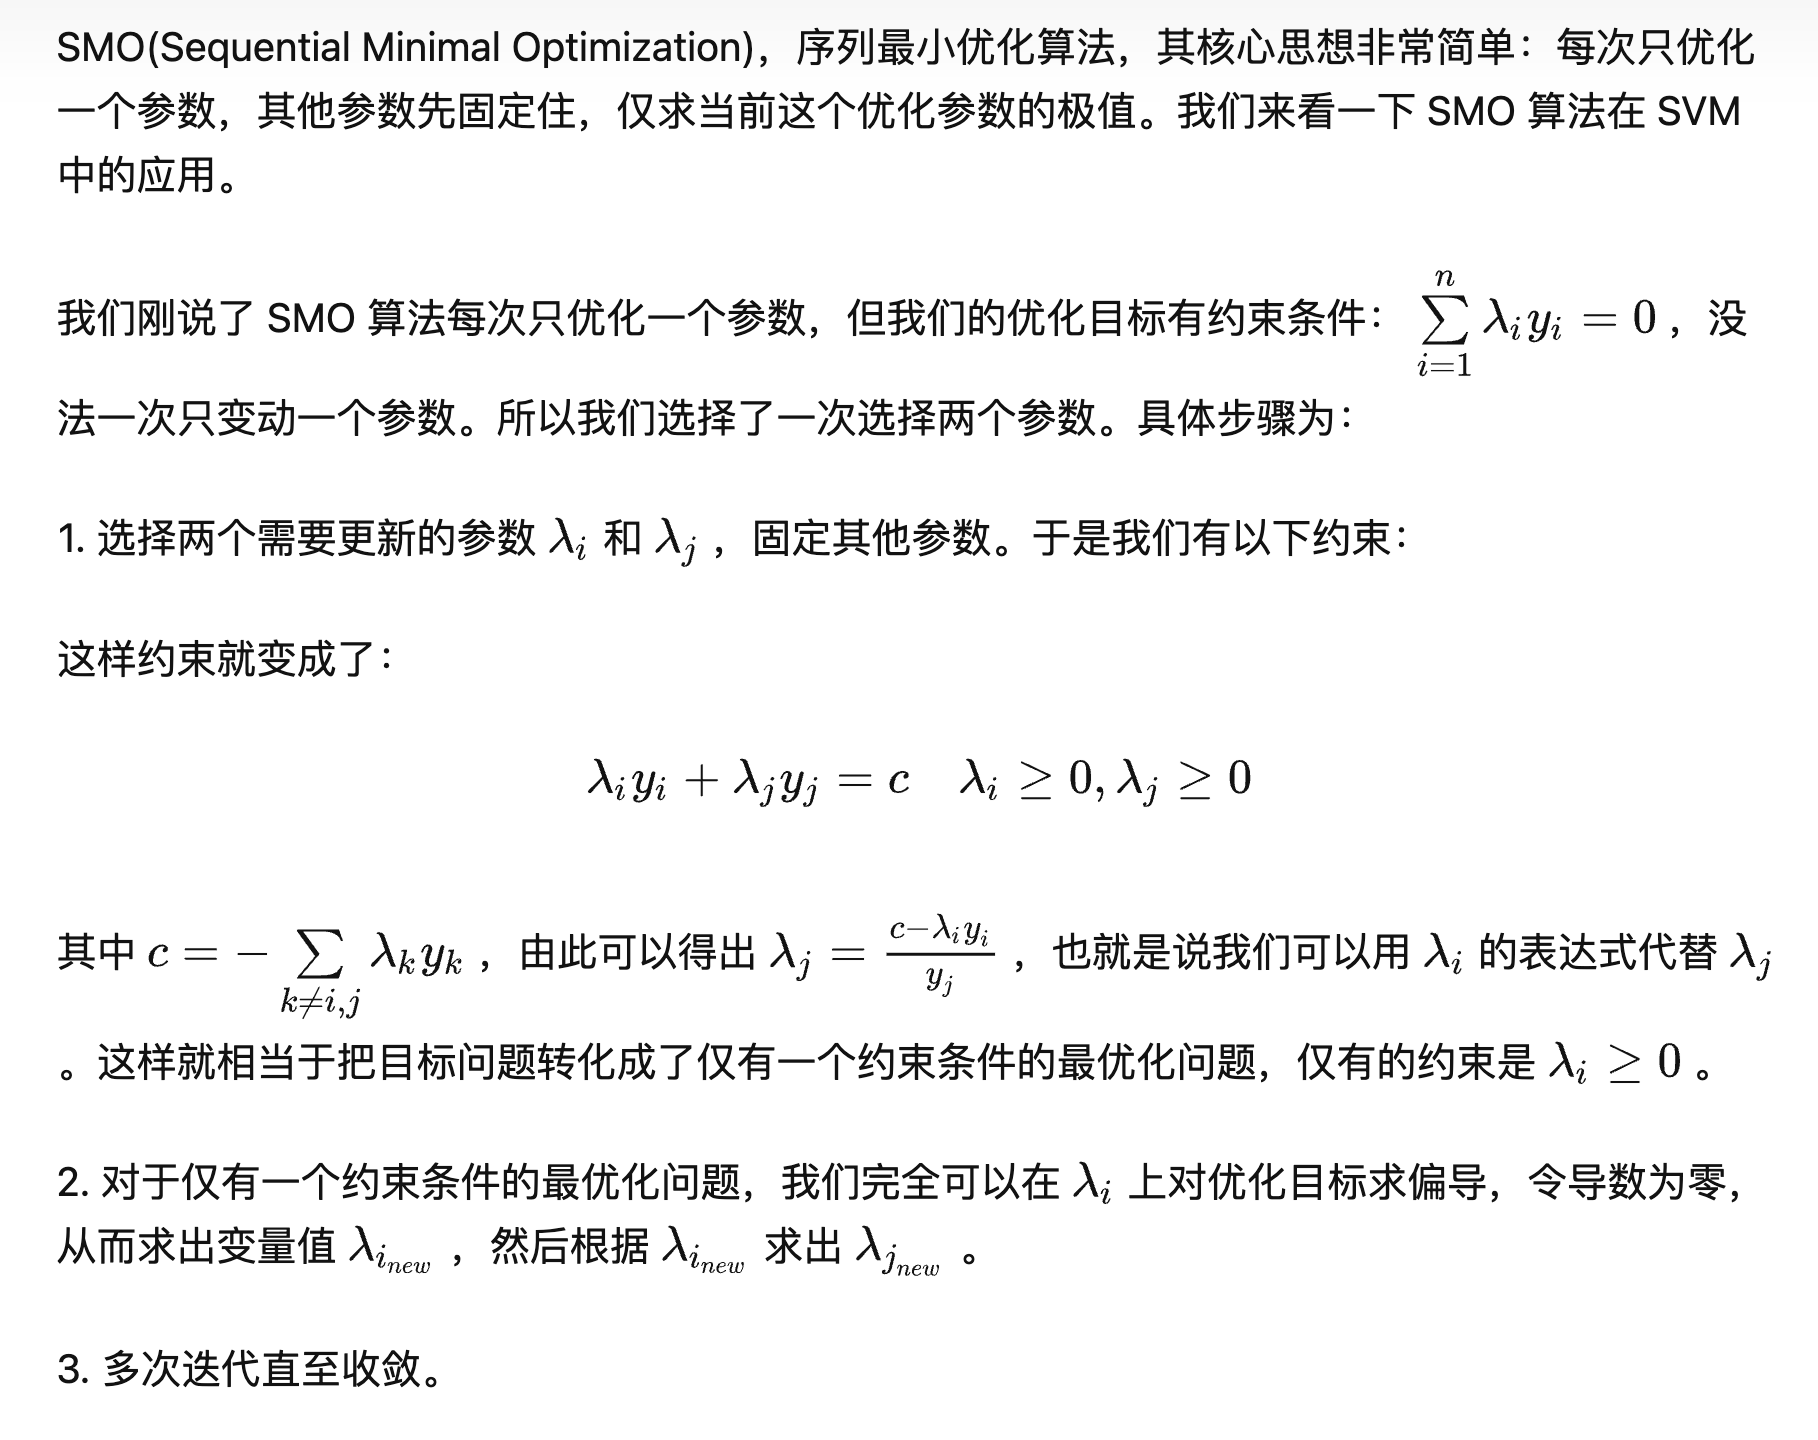 SMO(Sequential Minimal Optimization)，序列最小优化算法，其核心思想非常简单：每次只优化
一个参数，其他参数先固定住，仅求当前这个优化参数的极值。我们来看一下 SMO 算法在 SVM
中的应用。
我们刚说了 SMO 算法每次只优化一个参数，但我们的优化目标有约束条件：$\sum_{i=1}^{n} \lambda_i y_i = 0$，没
法一次只变动一个参数。所以我们选择了一次选择两个参数。具体步骤为：
1. 选择两个需要更新的参数 $\lambda_i$ 和 $\lambda_j$，固定其他参数。于是我们有以下约束：
这样约束就变成了：
$\lambda_i y_i + \lambda_j y_j = c \quad \lambda_i \geq 0, \lambda_j \geq 0$
其中 $c = -\sum_{k \neq i,j} \lambda_k y_k$，由此可以得出 $\lambda_j = \frac{c - \lambda_i y_i}{y_j}$，也就是说我们可以用 $\lambda_i$ 的表达式代替 $\lambda_j$
。这样就相当于把目标问题转化成了仅有一个约束条件的最优化问题，仅有的约束是 $\lambda_i \geq 0$。
2. 对于仅有一个约束条件的最优化问题，我们完全可以在 $\lambda_i$ 上对优化目标求偏导，令导数为零，
从而求出变量值 $\lambda_{i_{new}}$，然后根据 $\lambda_{i_{new}}$ 求出 $\lambda_{j_{new}}$。
3. 多次迭代直至收敛。